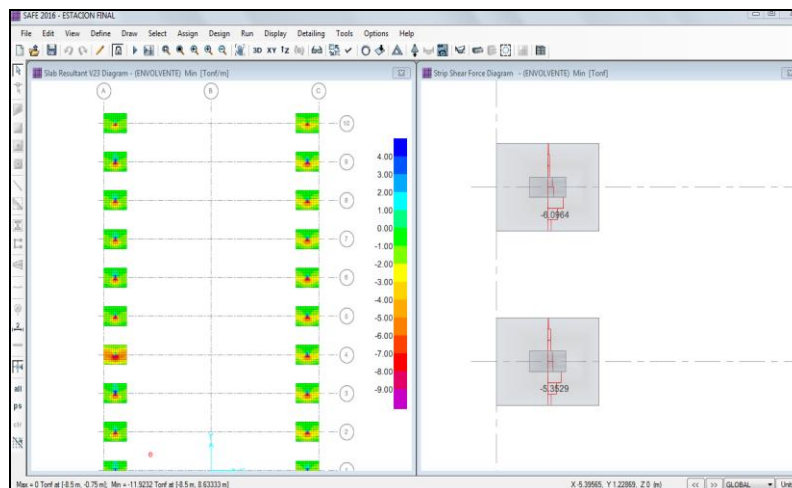 SAFE 2016 - ESTACION FINAL
File Edit View Define Draw Select Assign Design Run Display Detailing Tools Options Help
3D XY
Slab Resultant V23 Diagram - (ENVOLVENTE) Min [Tonf/m]
Strip Shear Force Diagram - (ENVOLVENTE) Min [Tonf]
A B C
10
9
8
7
6
5
4
3
2
4.00
3.00
2.00
1.00
0.00
-1.00
-2.00
-3.00
-4.00
-5.00
-6.00
-7.00
-8.00
-9.00
-6.0964
-5.3529
all
ps
clr
Max = 0 Tonf at [-8.5 m, -0.75 m]; Min = -11.9232 Tonf at [-8.5 m, 8.63333 m]
X -5.39565, Y 1.22869, Z 0 (m)
<< >> GLOBAL